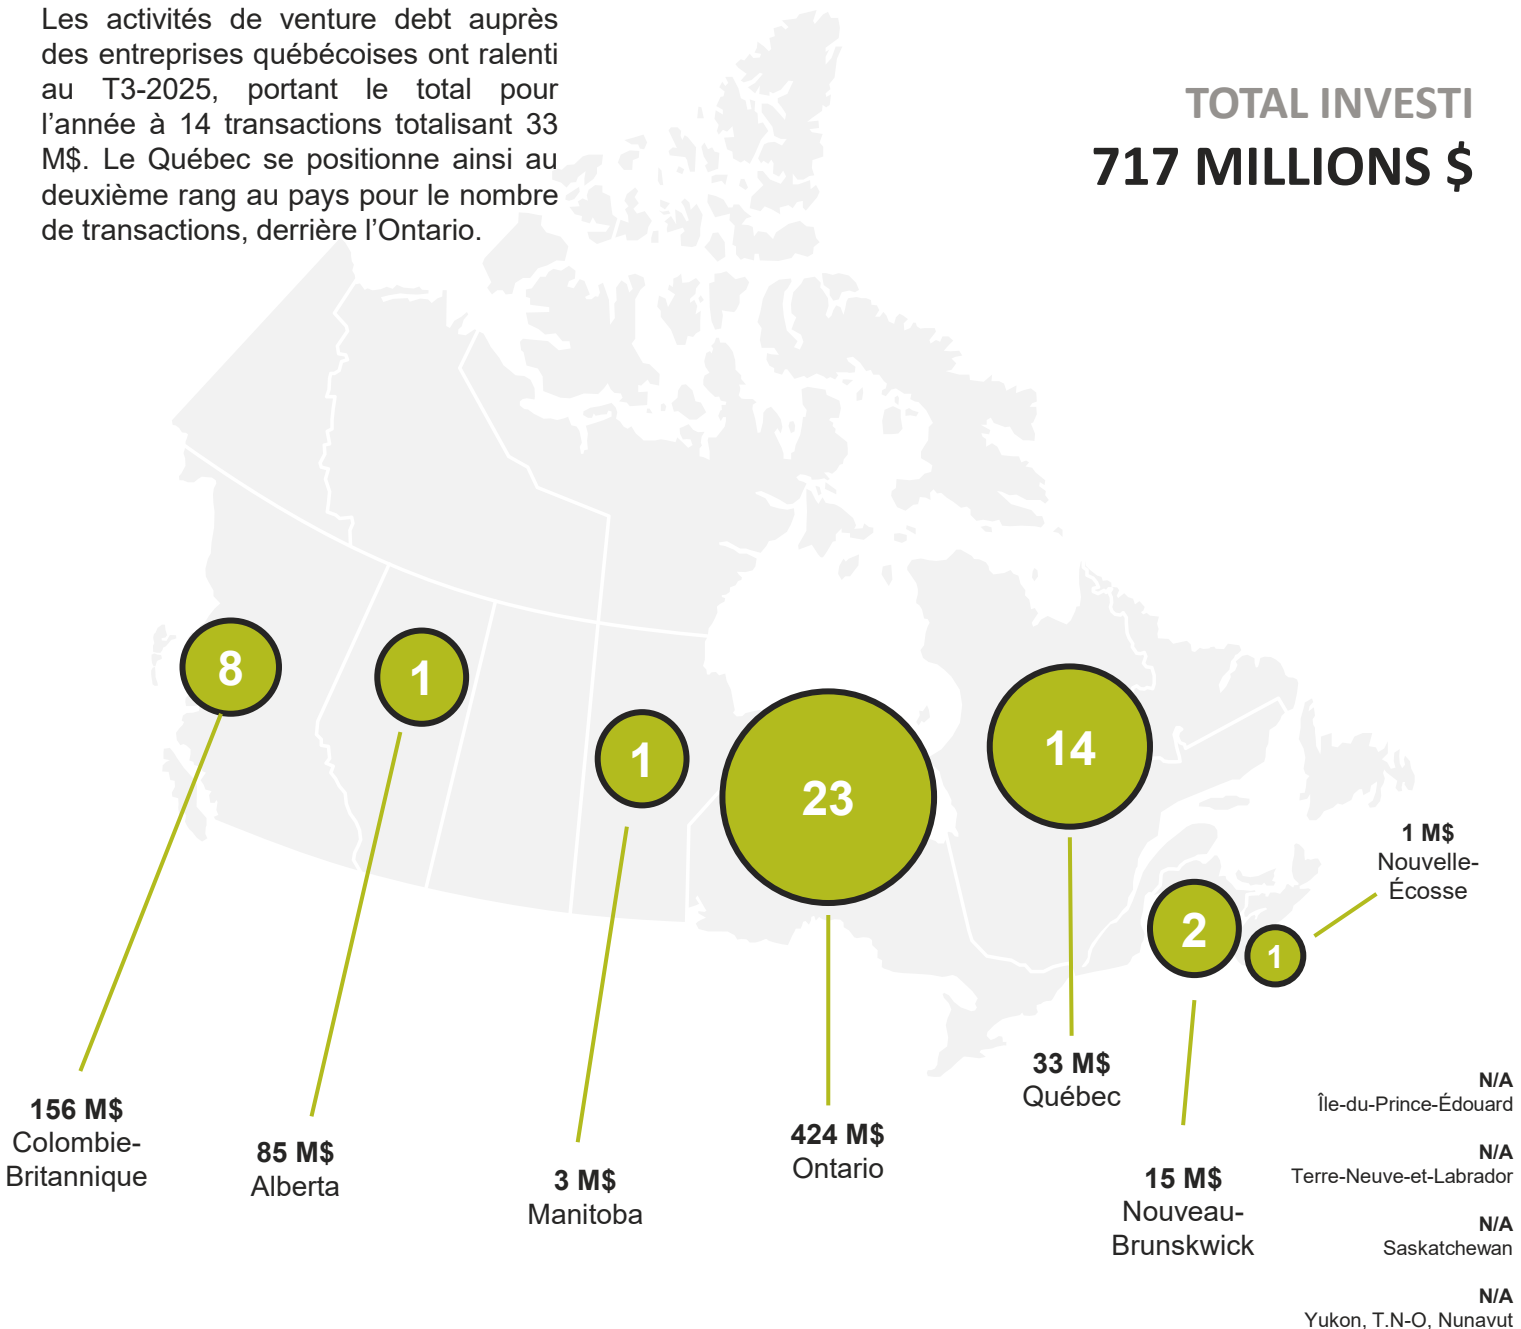 Les activités de venture debt auprès
des entreprises québécoises ont ralenti
au T3-2025, portant le total pour
l’année à 14 transactions totalisant 33
M$. Le Québec se positionne ainsi au
deuxième rang au pays pour le nombre
de transactions, derrière l’Ontario.
TOTAL INVESTI
717 MILLIONS $
8
1
1
23
14
2
1
1 M$
Nouvelle-
Écosse
156 M$
Colombie-
Britannique
85 M$
Alberta
3 M$
Manitoba
424 M$
Ontario
33 M$
Québec
15 M$
Nouveau-
Brunskwick
N/A
Île-du-Prince-Édouard
N/A
Terre-Neuve-et-Labrador
N/A
Saskatchewan
N/A
Yukon, T.N-O, Nunavut